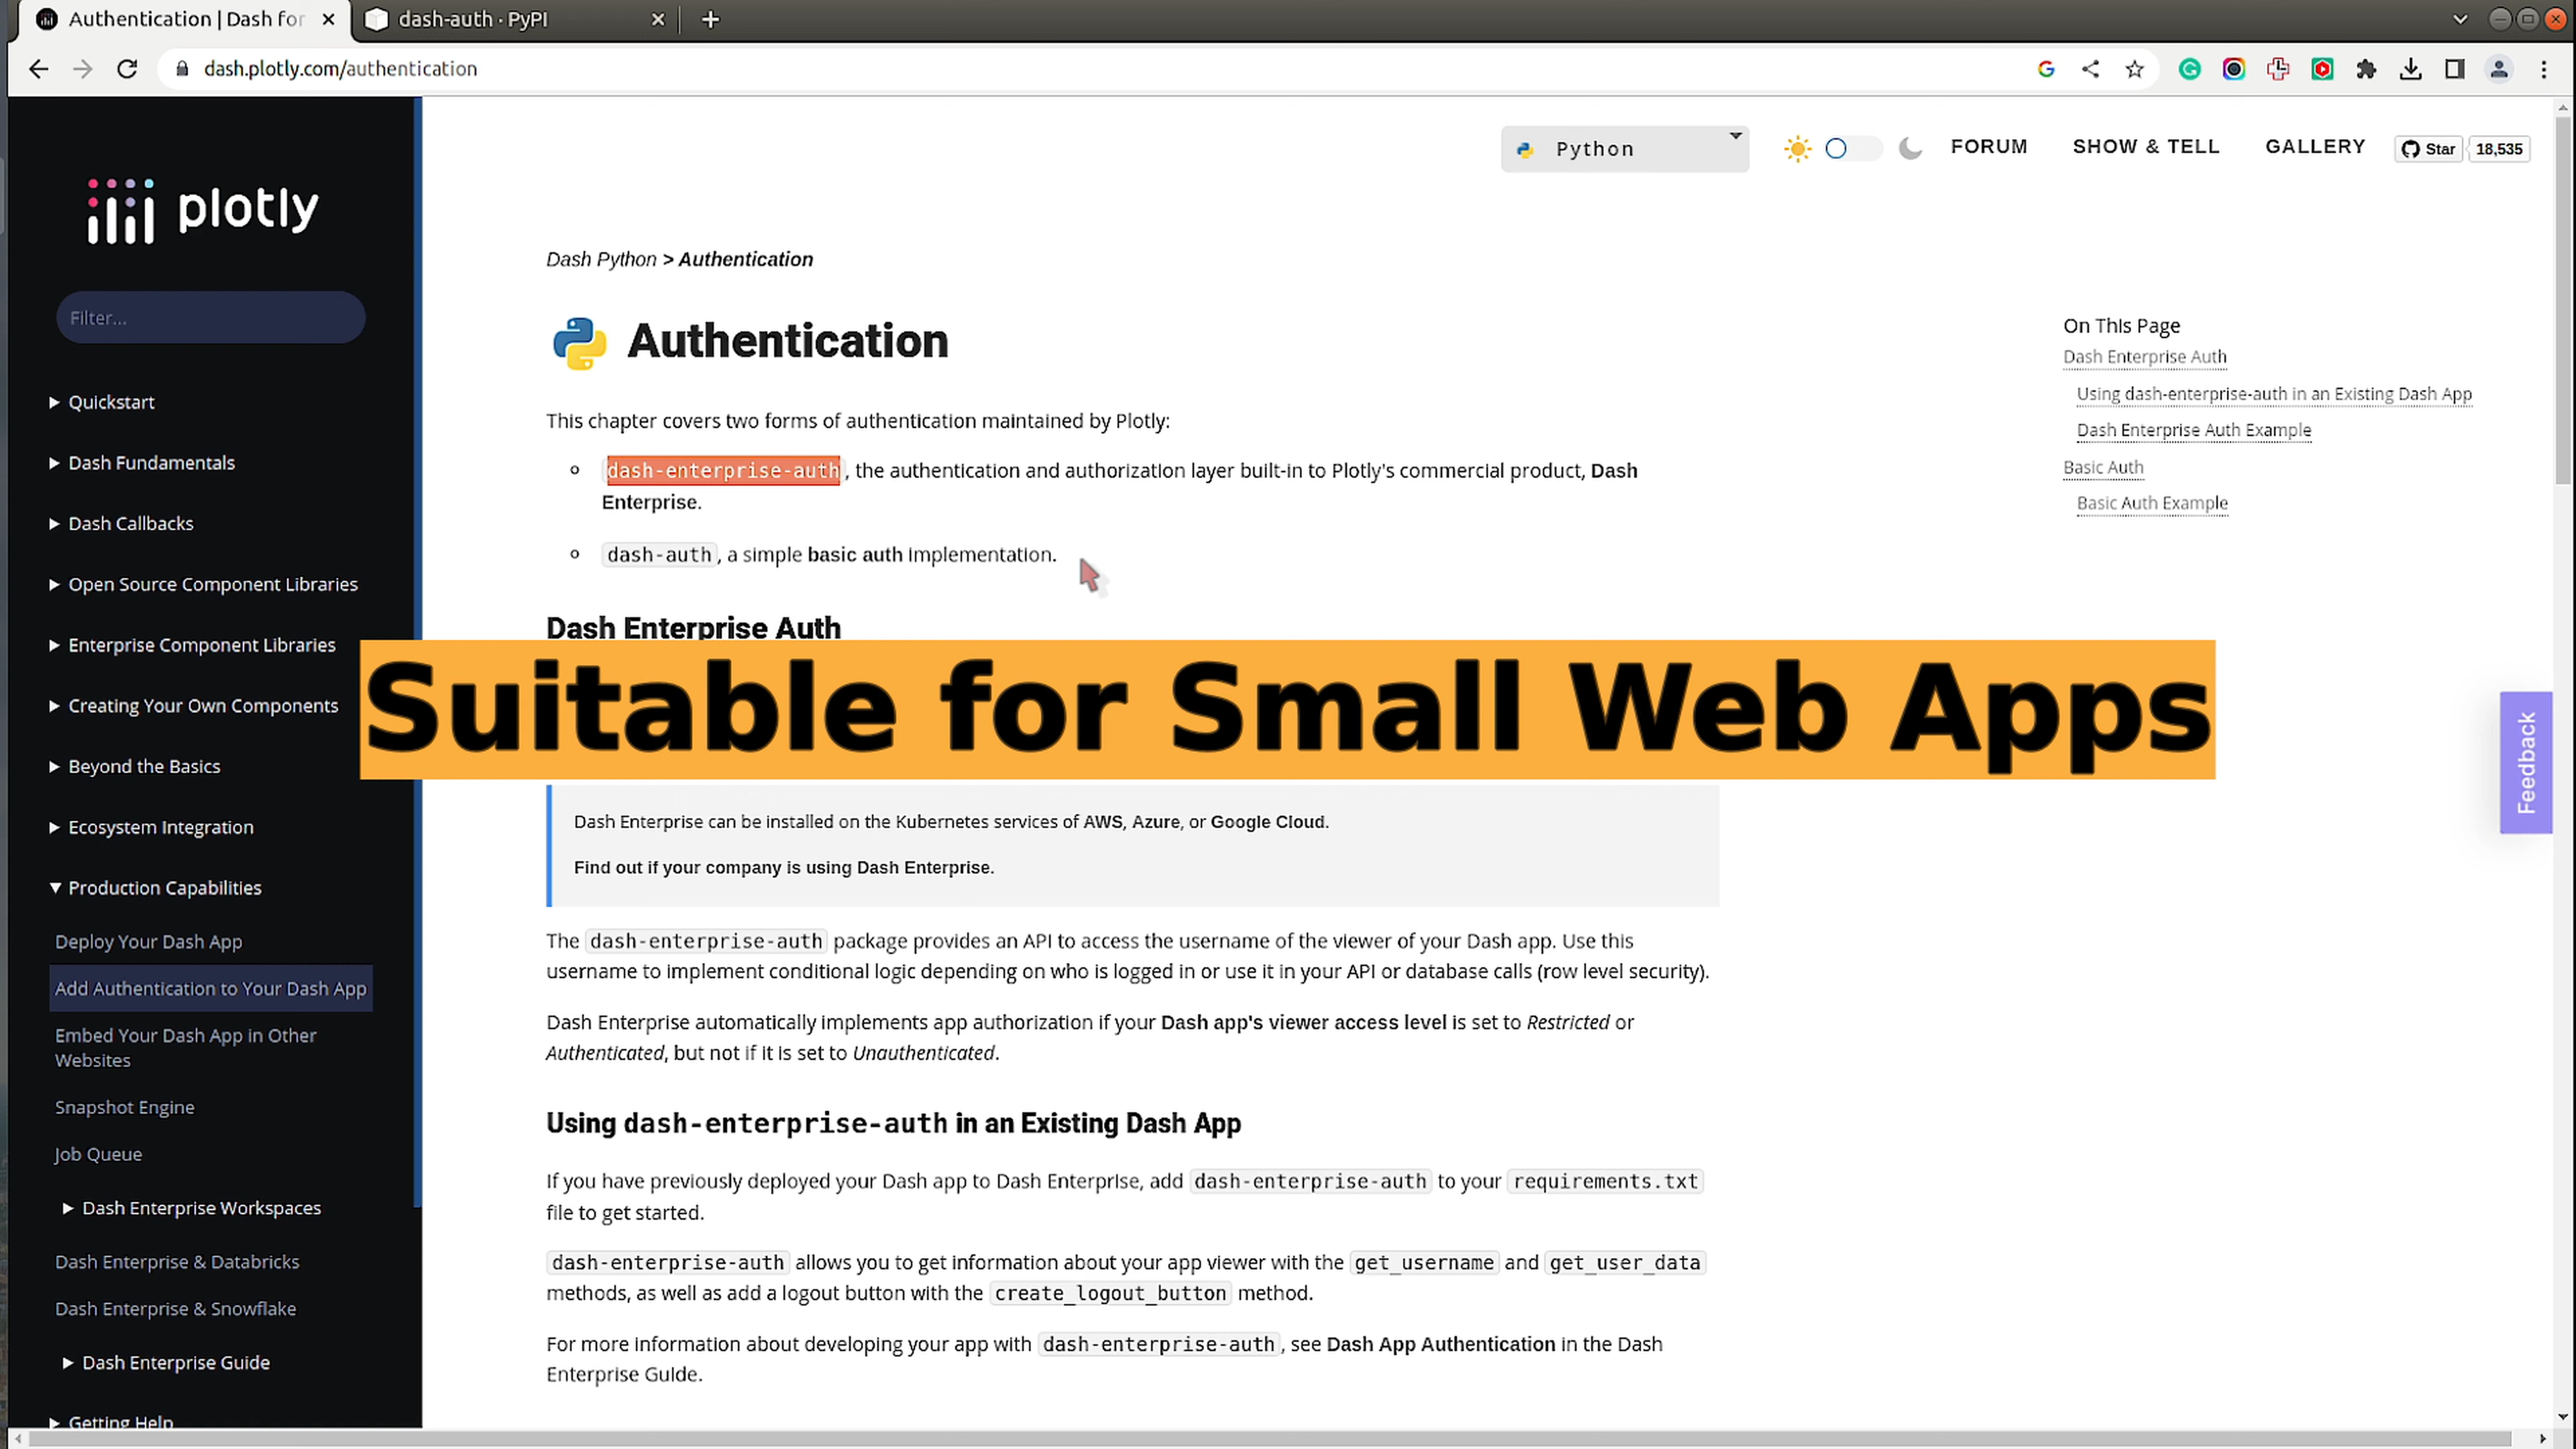 Authentication | Dash for
dash-auth · PyPI
dash.plotly.com/authentication
plotly
Filter...
Quickstart
Dash Fundamentals
Dash Callbacks
Open Source Component Libraries
Enterprise Component Libraries
Creating Your Own Components
Beyond the Basics
Ecosystem Integration
Production Capabilities
Deploy Your Dash App
Add Authentication to Your Dash App
Embed Your Dash App in Other
Websites
Snapshot Engine
Job Queue
Dash Enterprise Workspaces
Dash Enterprise & Databricks
Dash Enterprise & Snowflake
Dash Enterprise Guide
Getting Help
Python
FORUM
SHOW & TELL
GALLERY
Star
18,535
Dash Python > Authentication
Authentication
This chapter covers two forms of authentication maintained by Plotly:
dash-enterprise-auth, the authentication and authorization layer built-in to Plotly's commercial product, Dash
Enterprise.
dash-auth, a simple basic auth implementation.
Dash Enterprise Auth
Suitable for Small Web Apps
Dash Enterprise can be installed on the Kubernetes services of AWS, Azure, or Google Cloud.
Find out if your company is using Dash Enterprise.
The dash-enterprise-auth package provides an API to access the username of the viewer of your Dash app. Use this
username to implement conditional logic depending on who is logged in or use it in your API or database calls (row level security).
Dash Enterprise automatically implements app authorization if your Dash app's viewer access level is set to Restricted or
Authenticated, but not if it is set to Unauthenticated.
Using dash-enterprise-auth in an Existing Dash App
If you have previously deployed your Dash app to Dash Enterprise, add dash-enterprise-auth to your requirements.txt
file to get started.
dash-enterprise-auth allows you to get information about your app viewer with the get_username and get_user_data
methods, as well as add a logout button with the create_logout_button method.
For more information about developing your app with dash-enterprise-auth, see Dash App Authentication in the Dash
Enterprise Guide.
On This Page
Dash Enterprise Auth
Using dash-enterprise-auth in an Existing Dash App
Dash Enterprise Auth Example
Basic Auth
Basic Auth Example
Feedback